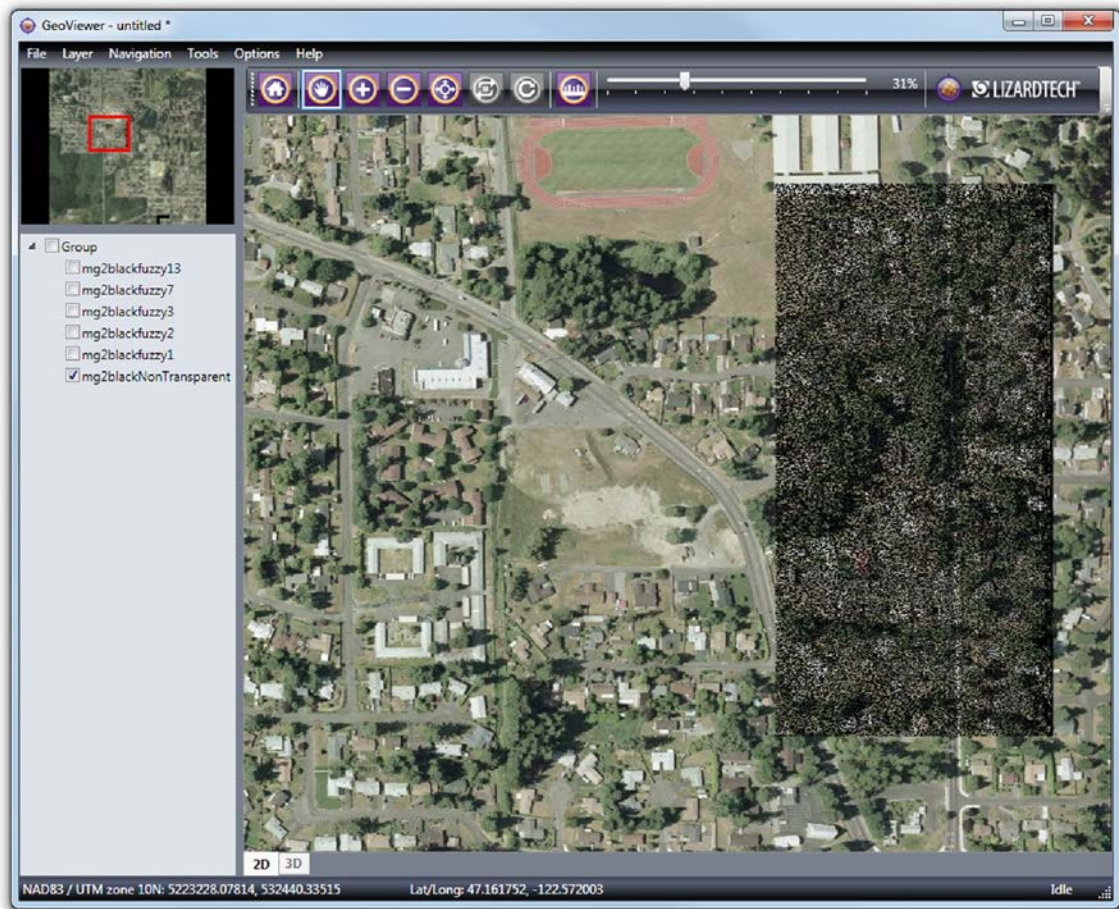 GeoViewer - untitled *
File Layer Navigation Tools Options Help
31%
LIZARDTECH
Group
mg2blackfuzzy13
mg2blackfuzzy7
mg2blackfuzzy3
mg2blackfuzzy2
mg2blackfuzzy1
mg2blackNonTransparent
2D 3D
NAD83 / UTM zone 10N: 5223228.07814, 532440.33515 Lat/Long: 47.161752, -122.572003 Idle